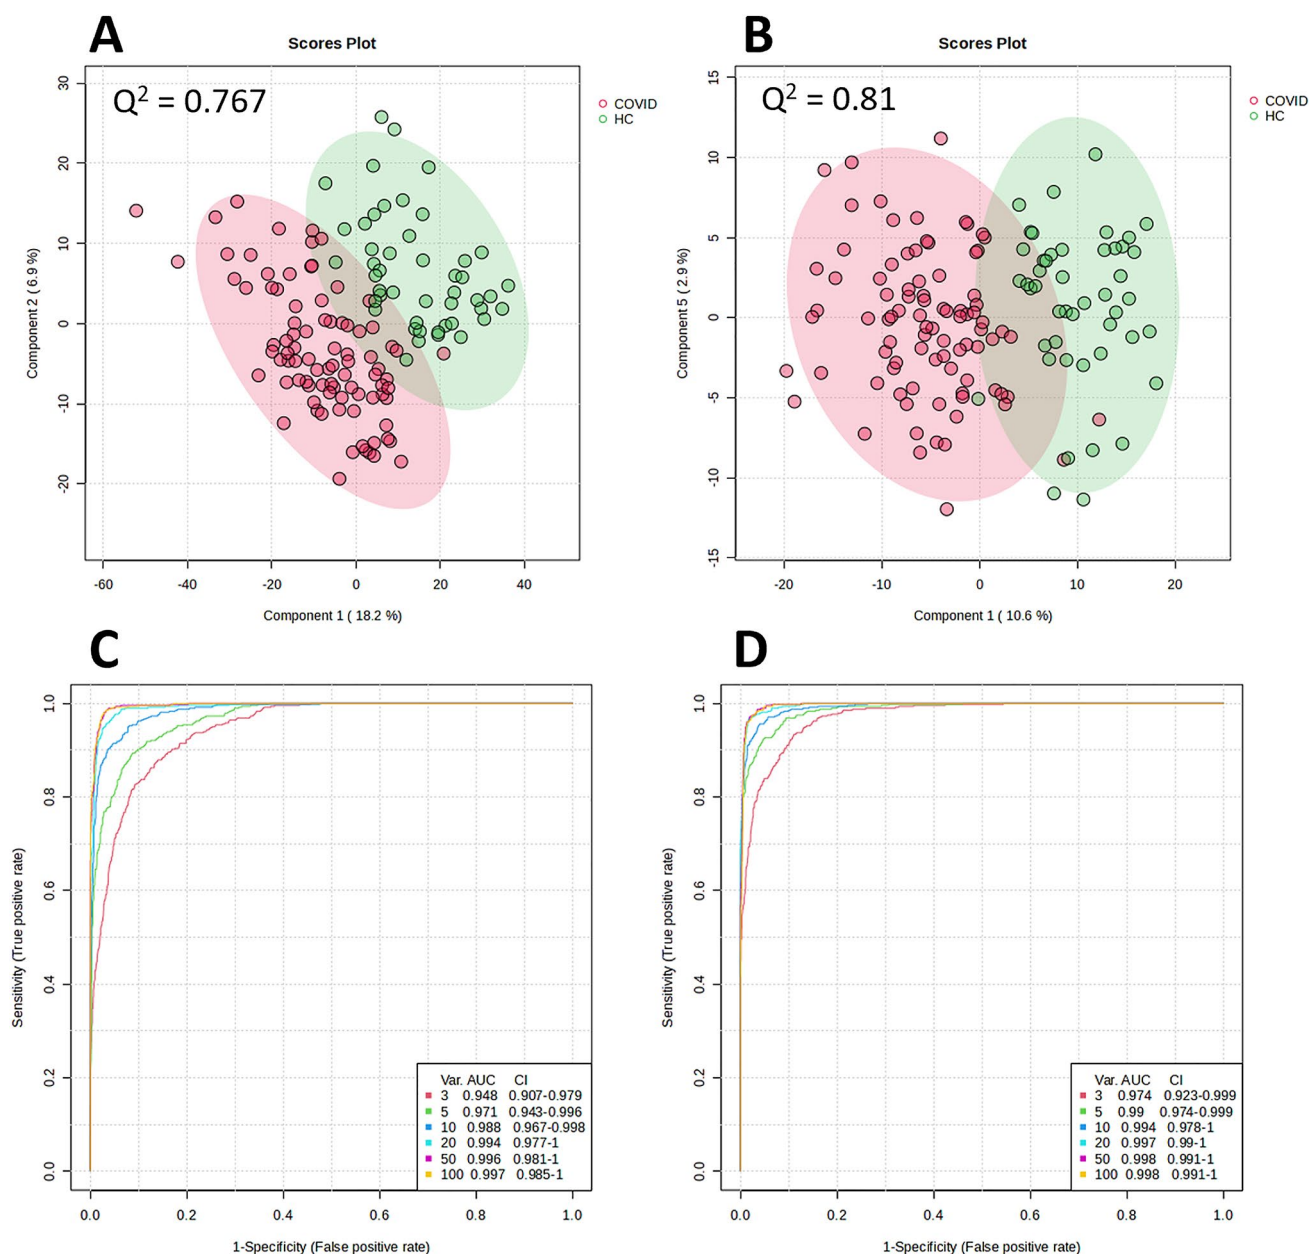 A
Scores Plot
Q² = 0.767
COVID
HC
30
20
10
0
-10
-20
Component 2 ( 6.9 %)
-60 -40 -20 0 20 40
Component 1 ( 18.2 %)
B
Scores Plot
Q² = 0.81
COVID
HC
15
10
5
0
-5
-10
-15
Component 5 ( 2.9 %)
-20 -10 0 10 20
Component 1 ( 10.6 %)
C
1.0
0.8
0.6
0.4
0.2
0.0
Sensitivity (True positive rate)
Var. AUC CI
3 0.948 0.907-0.979
5 0.971 0.943-0.996
10 0.988 0.967-0.998
20 0.994 0.977-1
50 0.996 0.981-1
100 0.997 0.985-1
0.0 0.2 0.4 0.6 0.8 1.0
1-Specificity (False positive rate)
D
1.0
0.8
0.6
0.4
0.2
0.0
Sensitivity (True positive rate)
Var. AUC CI
3 0.974 0.923-0.999
5 0.99 0.974-0.999
10 0.994 0.978-1
20 0.997 0.99-1
50 0.998 0.991-1
100 0.998 0.991-1
0.0 0.2 0.4 0.6 0.8 1.0
1-Specificity (False positive rate)